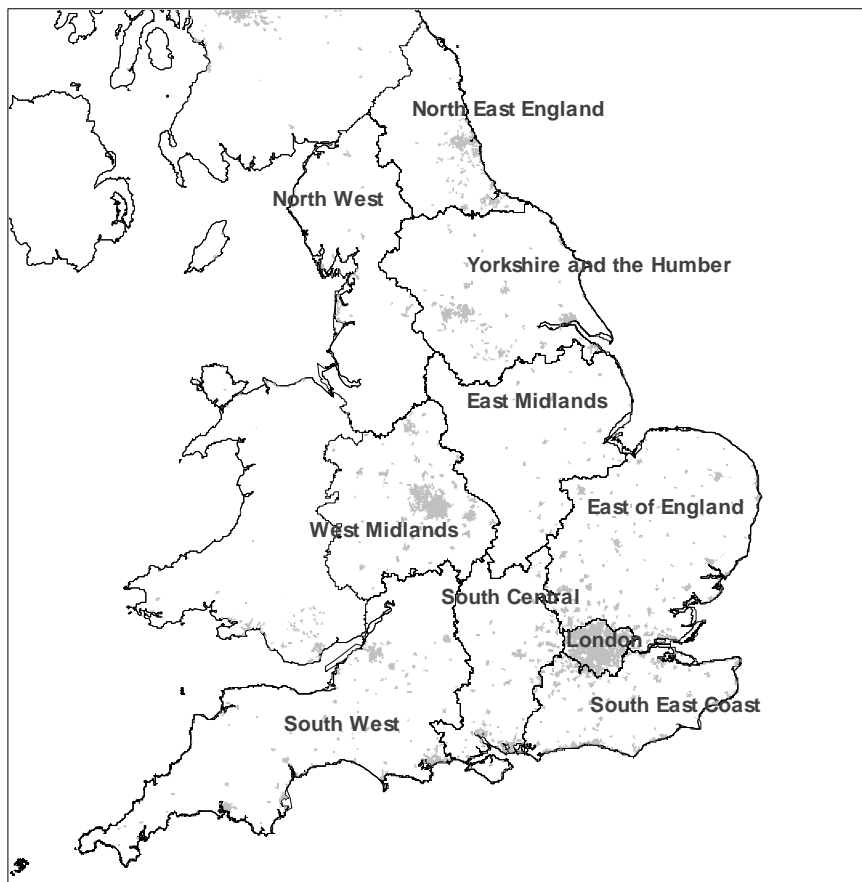 North East England
North West
Yorkshire and the Humber
East Midlands
East of England
West Midlands
South Central
London
South East Coast
South West